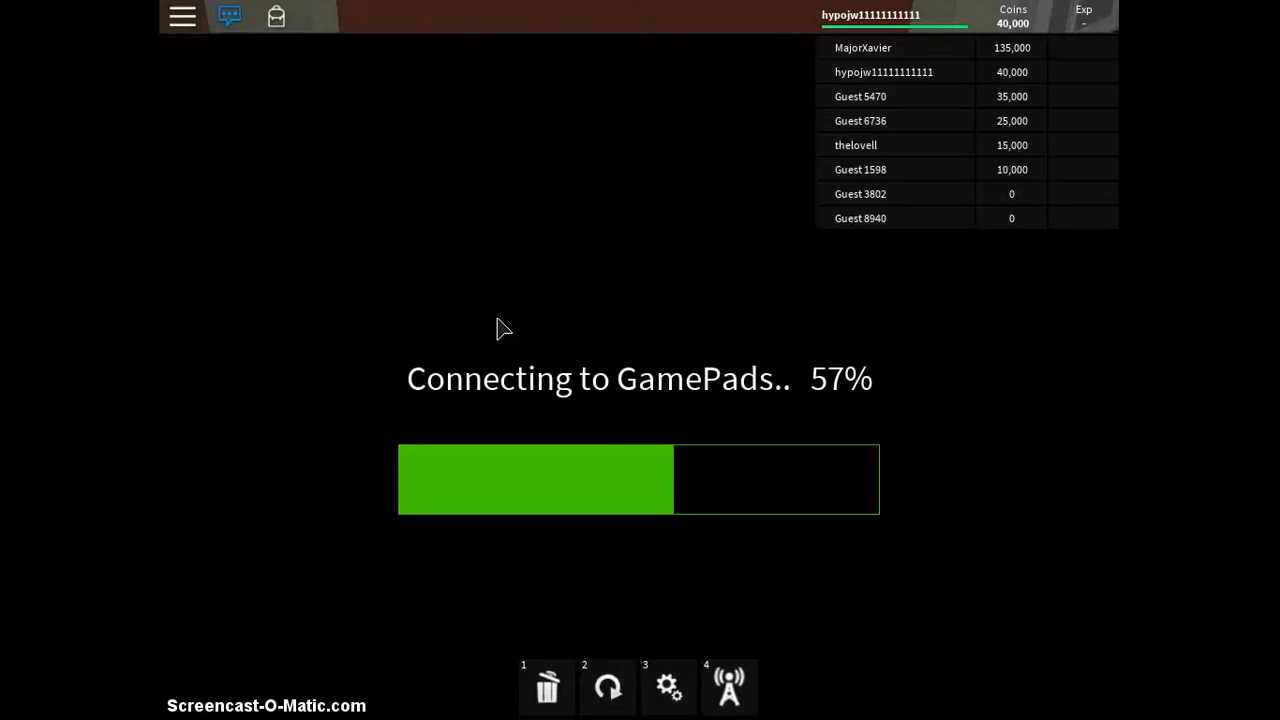 hypojw11111111111 Coins Exp
40,000 -
MajorXavier 135,000
hypojw11111111111 40,000
Guest 5470 35,000
Guest 6736 25,000
thelovell 15,000
Guest 1598 10,000
Guest 3802 0
Guest 8940 0
Connecting to GamePads.. 57%
1 2 3 4
Screencast-O-Matic.com